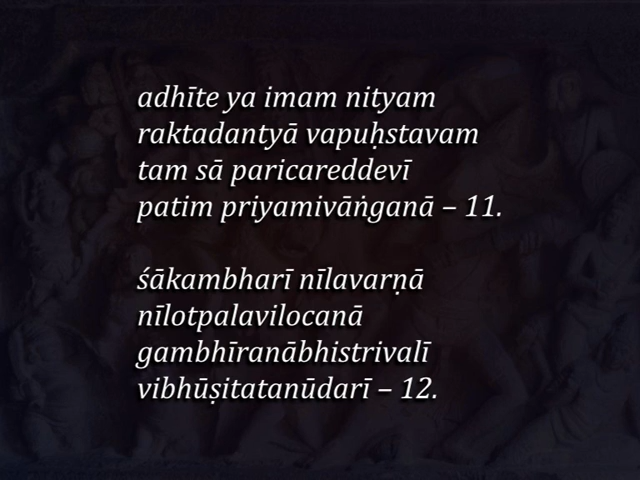 adhīte ya imam nityam
raktadantyā vapuḥstavam
tam sā paricareddevī
patim priyamivāṅganā – 11.
śākambharī nīlavarṇā
nīlotpalavilocanā
gambhīranābhistrivalī
vibhūṣitatanūdarī – 12.